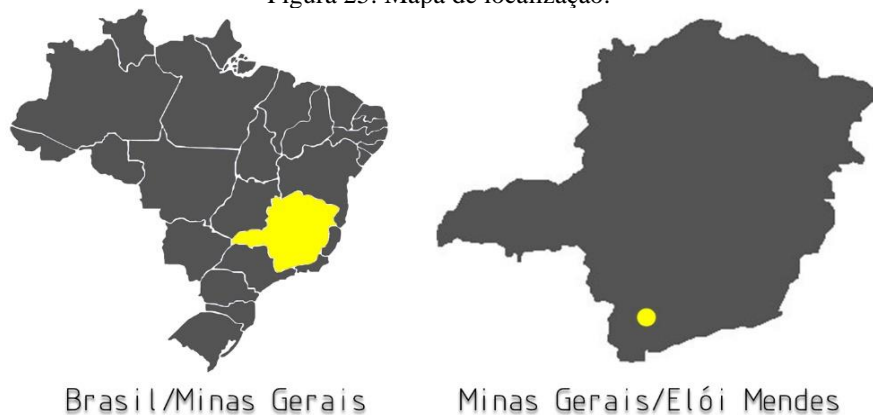 Figura 25: Mapa de localização.
Brasil/Minas Gerais
Minas Gerais/Elói Mendes